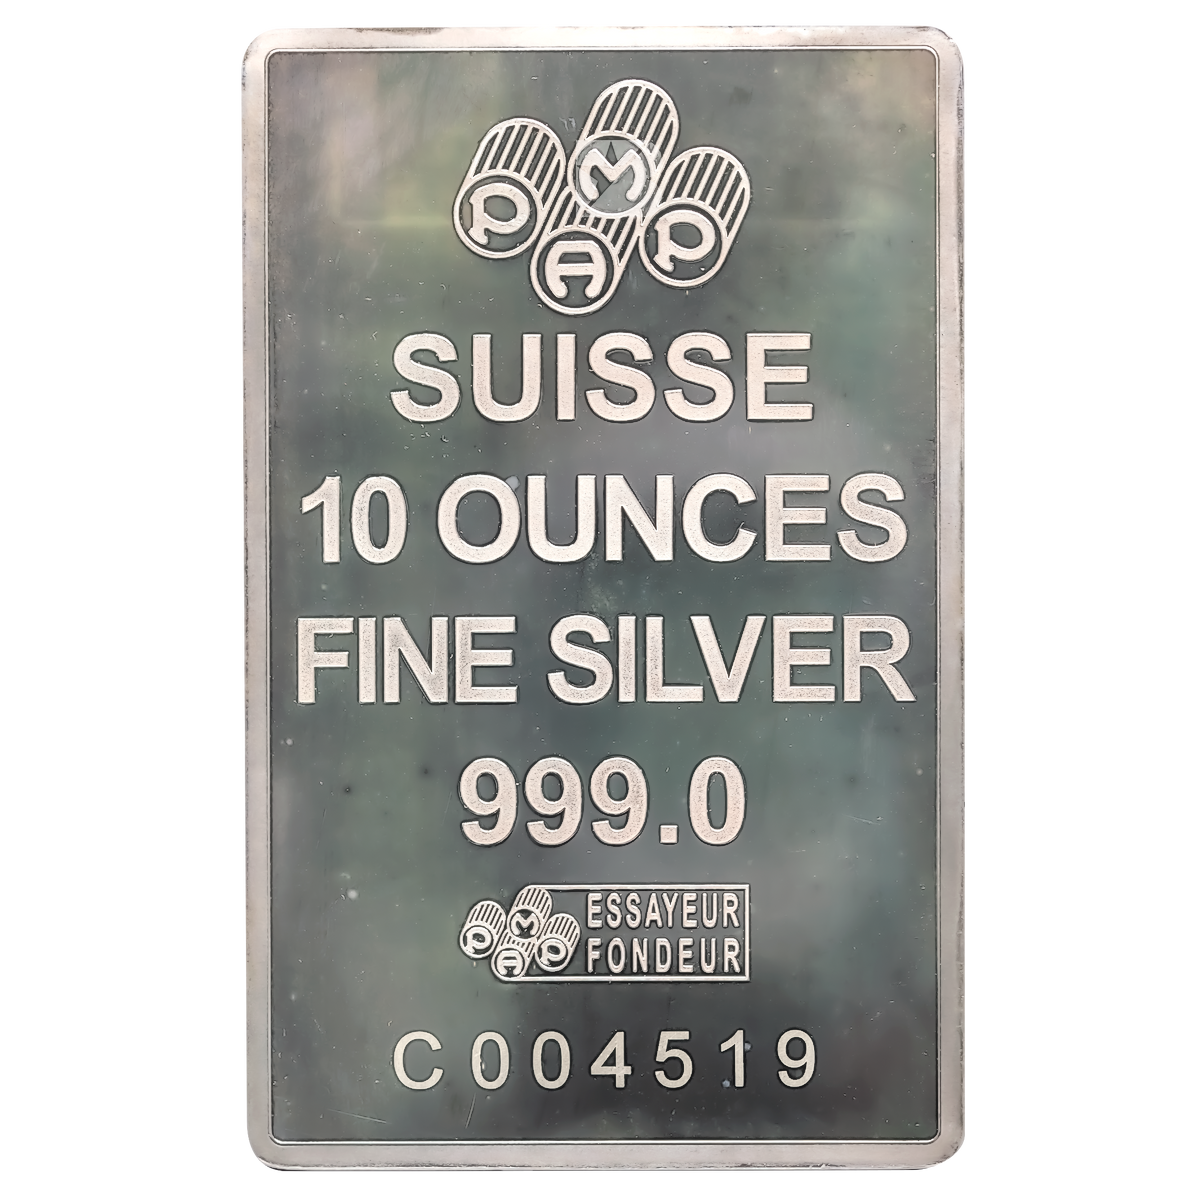 PAMP
SUISSE
10 OUNCES
FINE SILVER
999.0
PAMP ESSAYEUR
FONDEUR
C004519